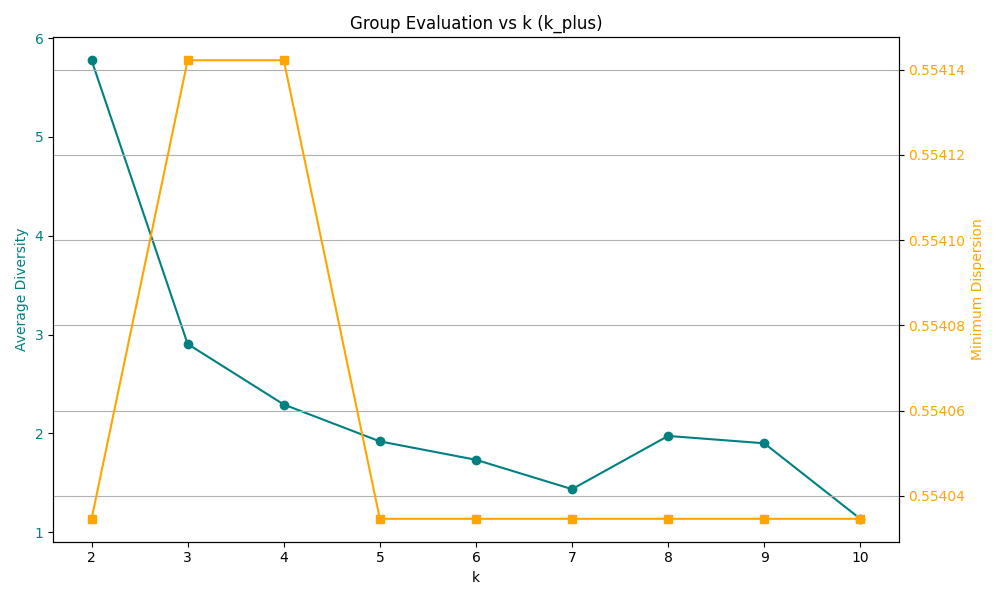 Group Evaluation vs k (k_plus)
Average Diversity
6
5
4
3
2
1
0.55414
0.55412
0.55410
0.55408
0.55406
0.55404
Minimum Dispersion
2 3 4 5 6 7 8 9 10
k